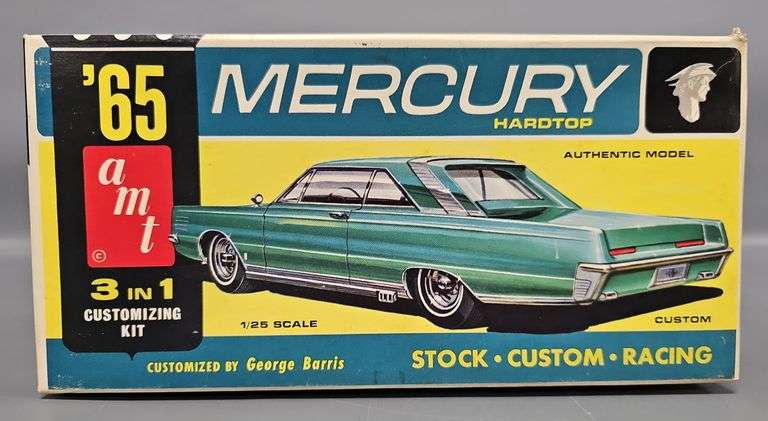 '65
MERCURY
HARDTOP
amt
©
3 IN 1
CUSTOMIZING
KIT
AUTHENTIC MODEL
1/25 SCALE
CUSTOM
CUSTOMIZED BY George Barris
STOCK • CUSTOM • RACING